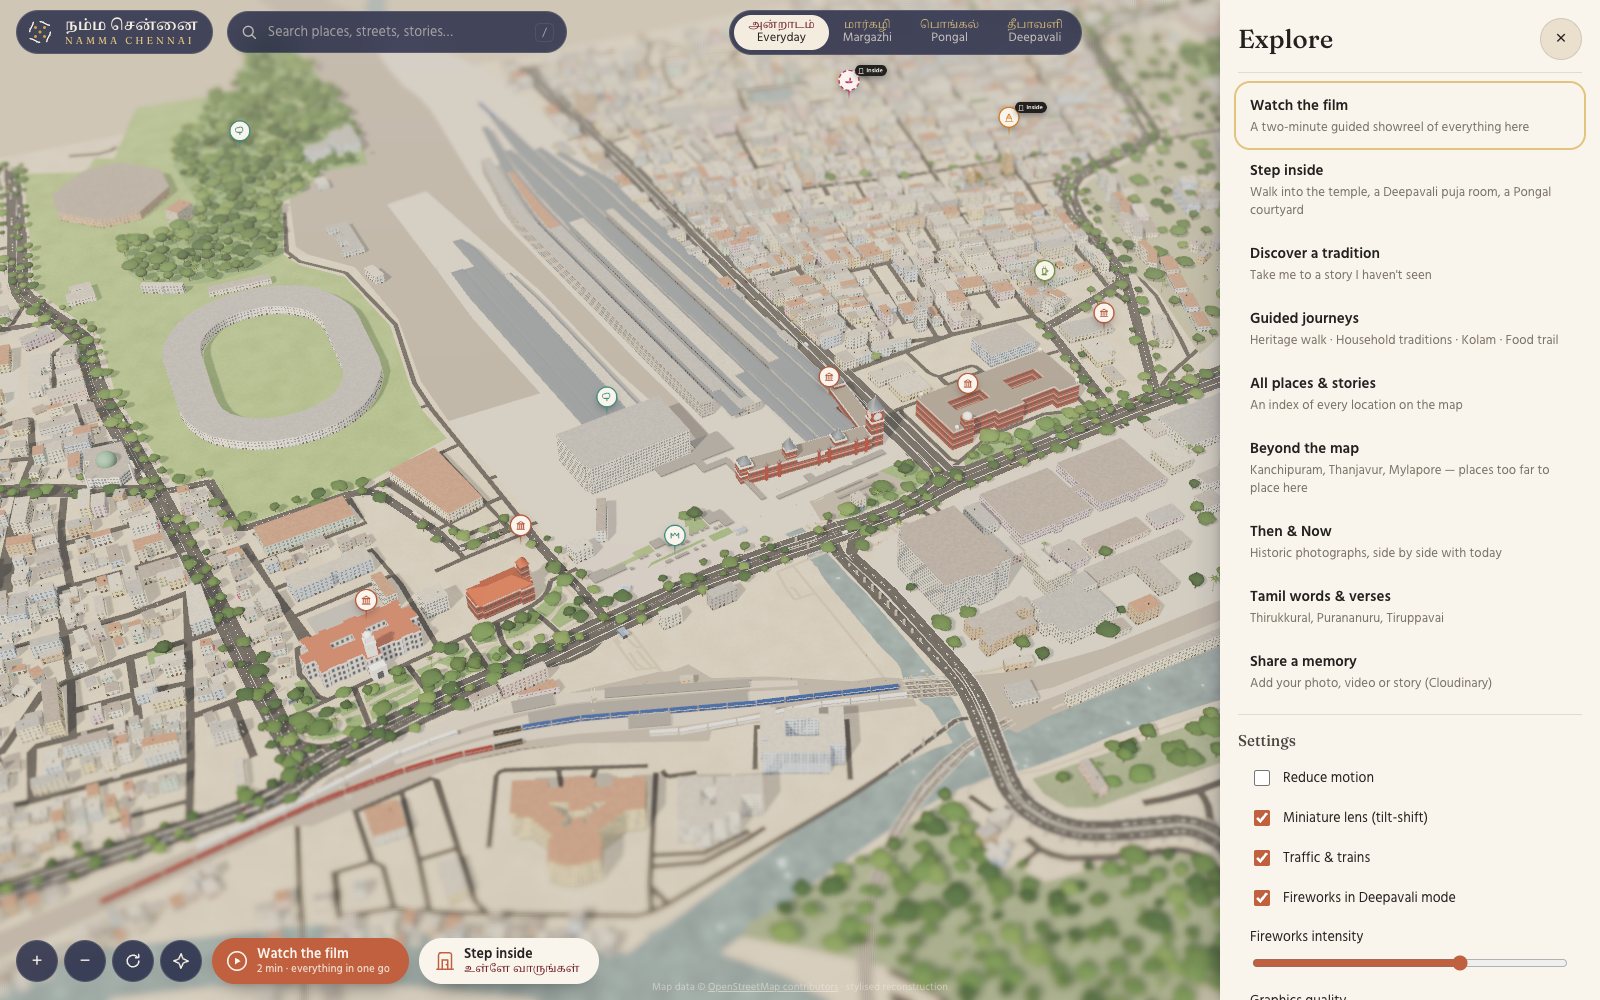 நம்ம சென்னை
NAMMA CHENNAI
Search places, streets, stories...
/
அன்றாடம்
Everyday
மார்கழி
Margazhi
பொங்கல்
Pongal
தீபாவளி
Deepavali
Inside
Inside
Explore
Watch the film
A two-minute guided showreel of everything here
Step inside
Walk into the temple, a Deepavali puja room, a Pongal
courtyard
Discover a tradition
Take me to a story I haven't seen
Guided journeys
Heritage walk · Household traditions · Kolam · Food trail
All places & stories
An index of every location on the map
Beyond the map
Kanchipuram, Thanjavur, Mylapore — places too far to
place here
Then & Now
Historic photographs, side by side with today
Tamil words & verses
Thirukkural, Purananuru, Tiruppavai
Share a memory
Add your photo, video or story (Cloudinary)
Settings
Reduce motion
Miniature lens (tilt-shift)
Traffic & trains
Fireworks in Deepavali mode
Fireworks intensity
Graphics quality
Watch the film
2 min · everything in one go
Step inside
உள்ளே வாருங்கள்
Map data © OpenStreetMap contributors · stylised reconstruction